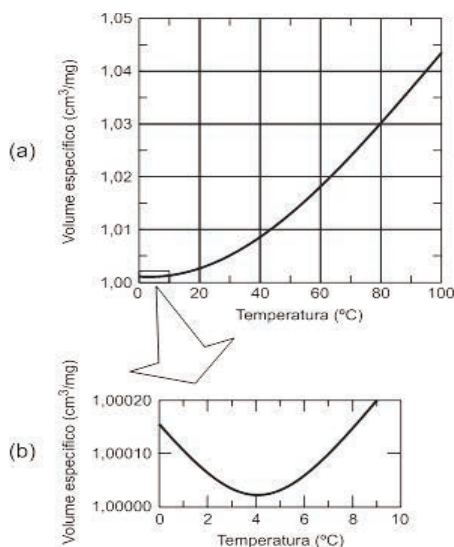 (a)
Volume específico (cm³/mg)
1,05
1,04
1,03
1,02
1,01
1,00
0 20 40 60 80 100
Temperatura (ºC)
(b)
Volume específico (cm³/mg)
1,00020
1,00010
1,00000
0 2 4 6 8 10
Temperatura (ºC)